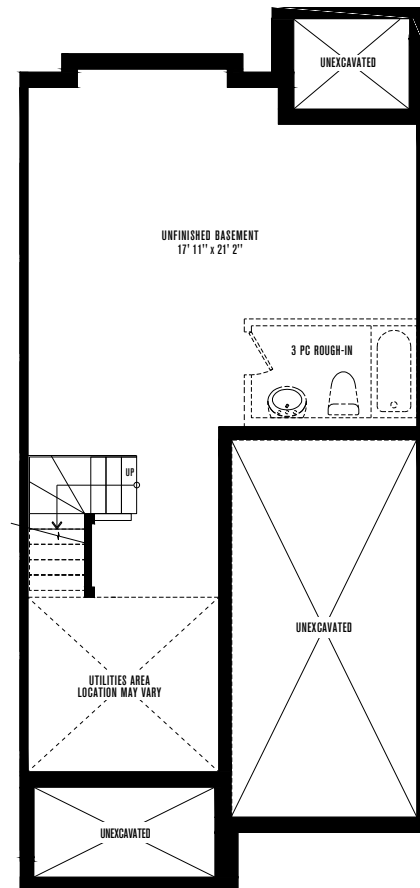 UNEXCAVATED
UNFINISHED BASEMENT
17' 11" x 21' 2"
3 PC ROUGH-IN
UP
UNEXCAVATED
UTILITIES AREA
LOCATION MAY VARY
UNEXCAVATED